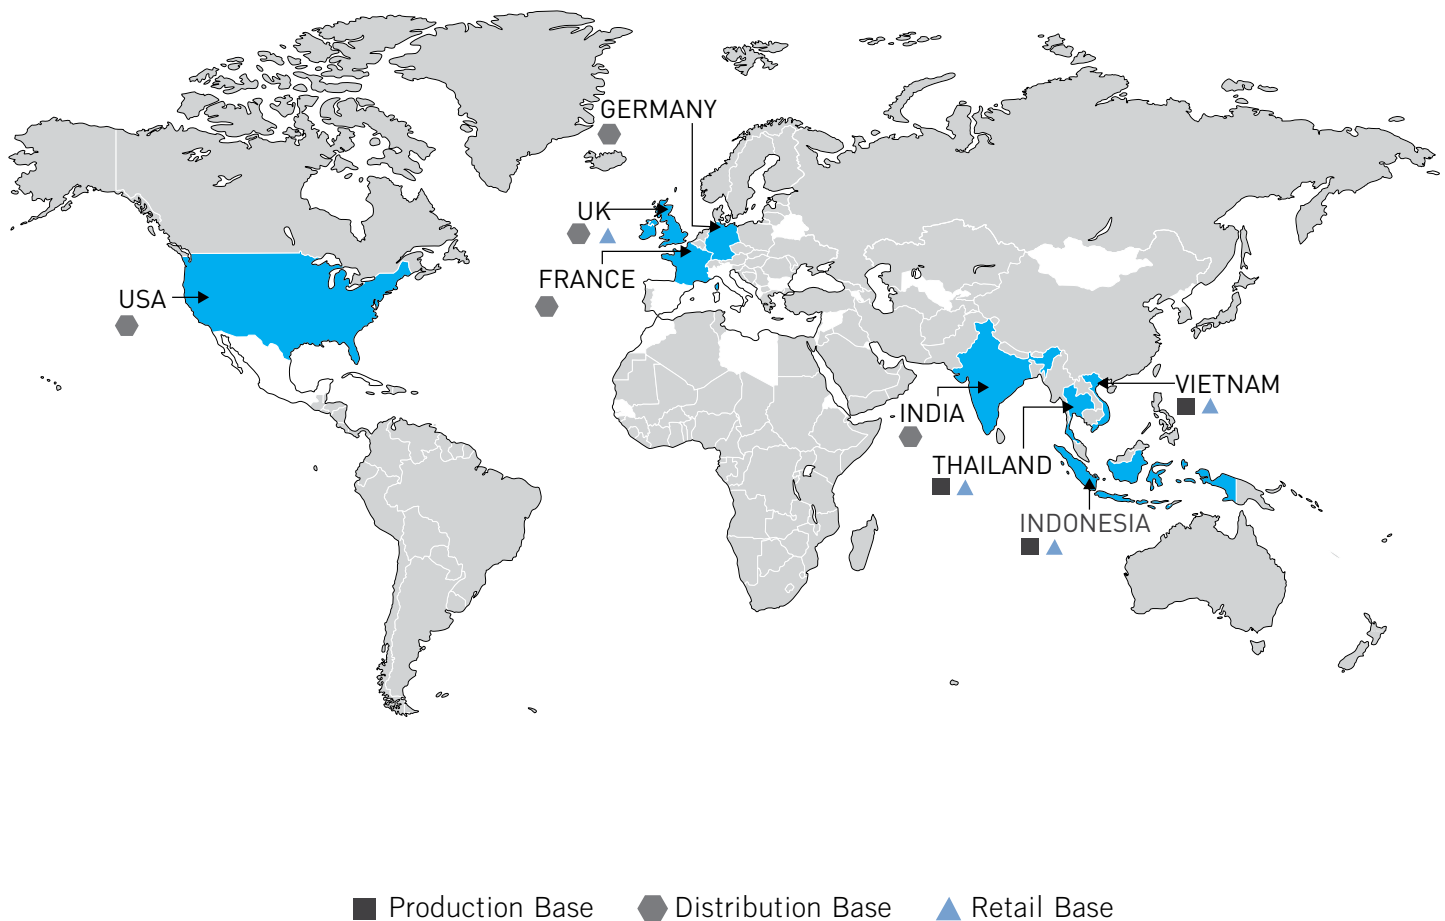 GERMANY
UK
FRANCE
USA
VIETNAM
INDIA
THAILAND
INDONESIA
Production Base
Distribution Base
Retail Base